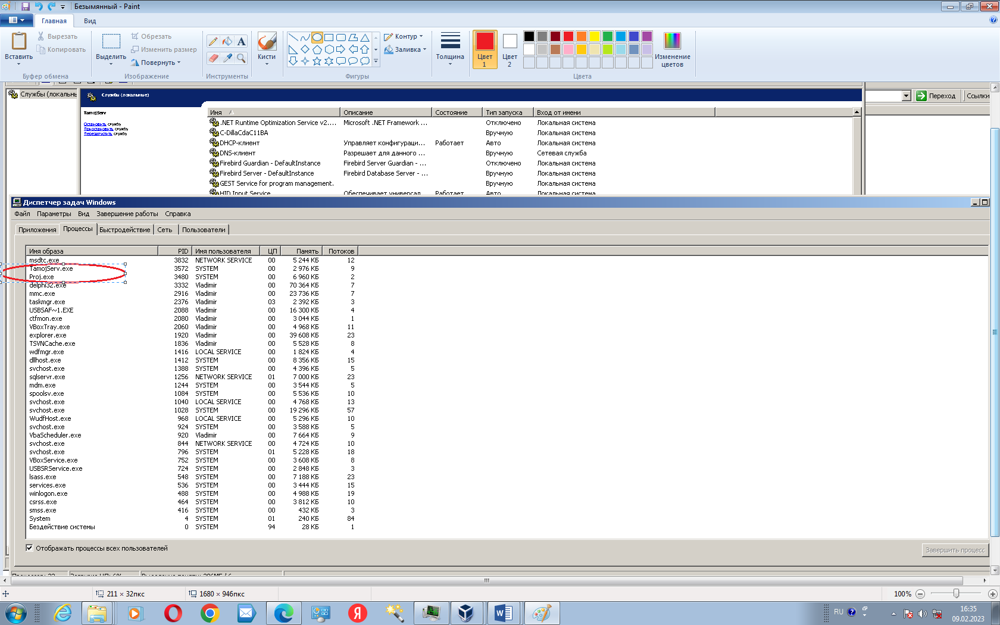 Безымянный - Paint
Главная Вид
Вставить
Вырезать
Копировать
Буфер обмена
Выделить
Обрезать
Изменить размер
Повернуть
Изображение
Инструменты
Кисти
Контур
Заливка
Фигуры
Толщина
Цвет 1
Цвет 2
Изменение цветов
Цвета
Службы (локальнь
Службы (локальные)
Переход Ссылки
TamojServ
Остановить службу
Приостановить службу
Перезапустить службу
Имя Описание Состояние Тип запуска Вход от имени
.NET Runtime Optimization Service v2.... Microsoft .NET Framework ... Отключено Локальная система
C-DillaCdaC11BA Вручную Локальная система
DHCP-клиент Управляет конфигураци... Работает Авто Локальная система
DNS-клиент Разрешает для данного ... Вручную Сетевая служба
Firebird Guardian - DefaultInstance Firebird Server Guardian - ... Отключено Локальная система
Firebird Server - DefaultInstance Firebird Database Server - ... Вручную Локальная система
GEST Service for program management. Вручную Локальная система
HID Input Service Обеспечивает универсал... Работает Авто Локальная система
Диспетчер задач Windows
Файл Параметры Вид Завершение работы Справка
Приложения Процессы Быстродействие Сеть Пользователи
Имя образа PID Имя пользователя ЦП Память Потоков
msdtc.exe 3832 NETWORK SERVICE 00 5 244 КБ 12
TamojServ.exe 3572 SYSTEM 00 2 976 КБ 9
Proj.exe 3480 SYSTEM 00 6 960 КБ 2
delphi32.exe 3332 Vladimir 00 70 364 КБ 7
mmc.exe 2916 Vladimir 00 23 736 КБ 7
taskmgr.exe 2376 Vladimir 03 2 392 КБ 3
USBSAF~1.EXE 2088 Vladimir 00 16 300 КБ 4
ctfmon.exe 2080 Vladimir 00 3 044 КБ 1
VBoxTray.exe 2060 Vladimir 00 4 968 КБ 11
explorer.exe 1920 Vladimir 00 39 608 КБ 23
TSVNCache.exe 1836 Vladimir 00 5 528 КБ 8
wdfmgr.exe 1416 LOCAL SERVICE 00 1 824 КБ 4
dllhost.exe 1412 SYSTEM 00 8 356 КБ 15
svchost.exe 1388 SYSTEM 00 4 396 КБ 5
sqlservr.exe 1256 NETWORK SERVICE 01 7 000 КБ 23
mdm.exe 1244 SYSTEM 00 3 544 КБ 5
spoolsv.exe 1084 SYSTEM 00 5 536 КБ 10
svchost.exe 1040 LOCAL SERVICE 00 4 768 КБ 13
svchost.exe 1028 SYSTEM 00 19 296 КБ 57
WudfHost.exe 968 LOCAL SERVICE 00 5 296 КБ 10
svchost.exe 924 SYSTEM 00 3 588 КБ 5
VbaScheduler.exe 920 Vladimir 00 7 664 КБ 9
svchost.exe 844 NETWORK SERVICE 00 4 724 КБ 10
svchost.exe 796 SYSTEM 01 5 228 КБ 18
VBoxService.exe 752 SYSTEM 00 3 608 КБ 8
USBSRService.exe 724 SYSTEM 00 2 848 КБ 3
lsass.exe 548 SYSTEM 00 7 188 КБ 23
services.exe 536 SYSTEM 00 3 444 КБ 15
winlogon.exe 488 SYSTEM 00 4 988 КБ 19
csrss.exe 464 SYSTEM 00 3 812 КБ 10
smss.exe 416 SYSTEM 00 432 КБ 3
System 4 SYSTEM 01 240 КБ 84
Бездействие системы 0 SYSTEM 94 28 КБ 1
Отображать процессы всех пользователей
Завершить процесс
211 × 32пкс 1680 × 946пкс 100%
RU 16:35
09.02.2023